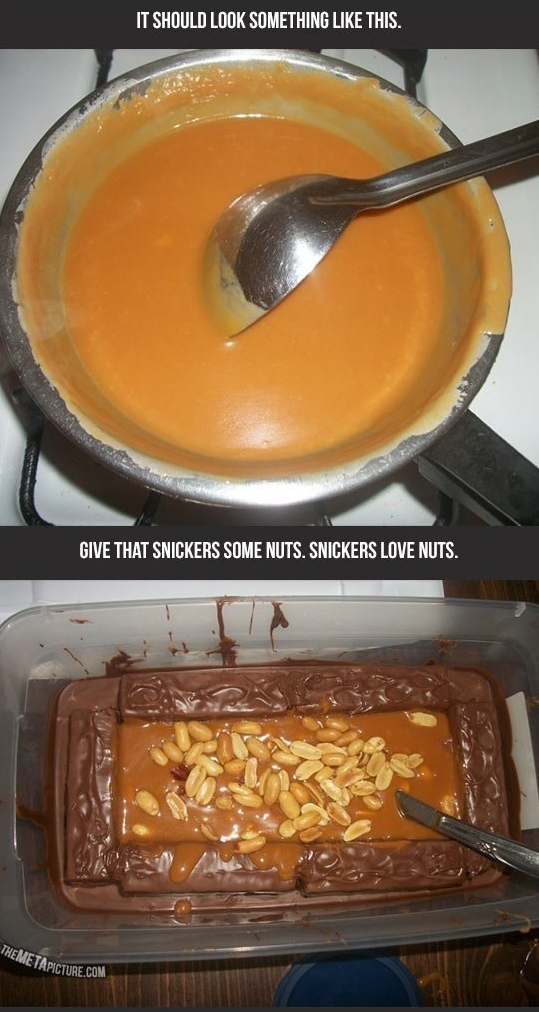 IT SHOULD LOOK SOMETHING LIKE THIS.
GIVE THAT SNICKERS SOME NUTS. SNICKERS LOVE NUTS.
THEMETAPICTURE.COM